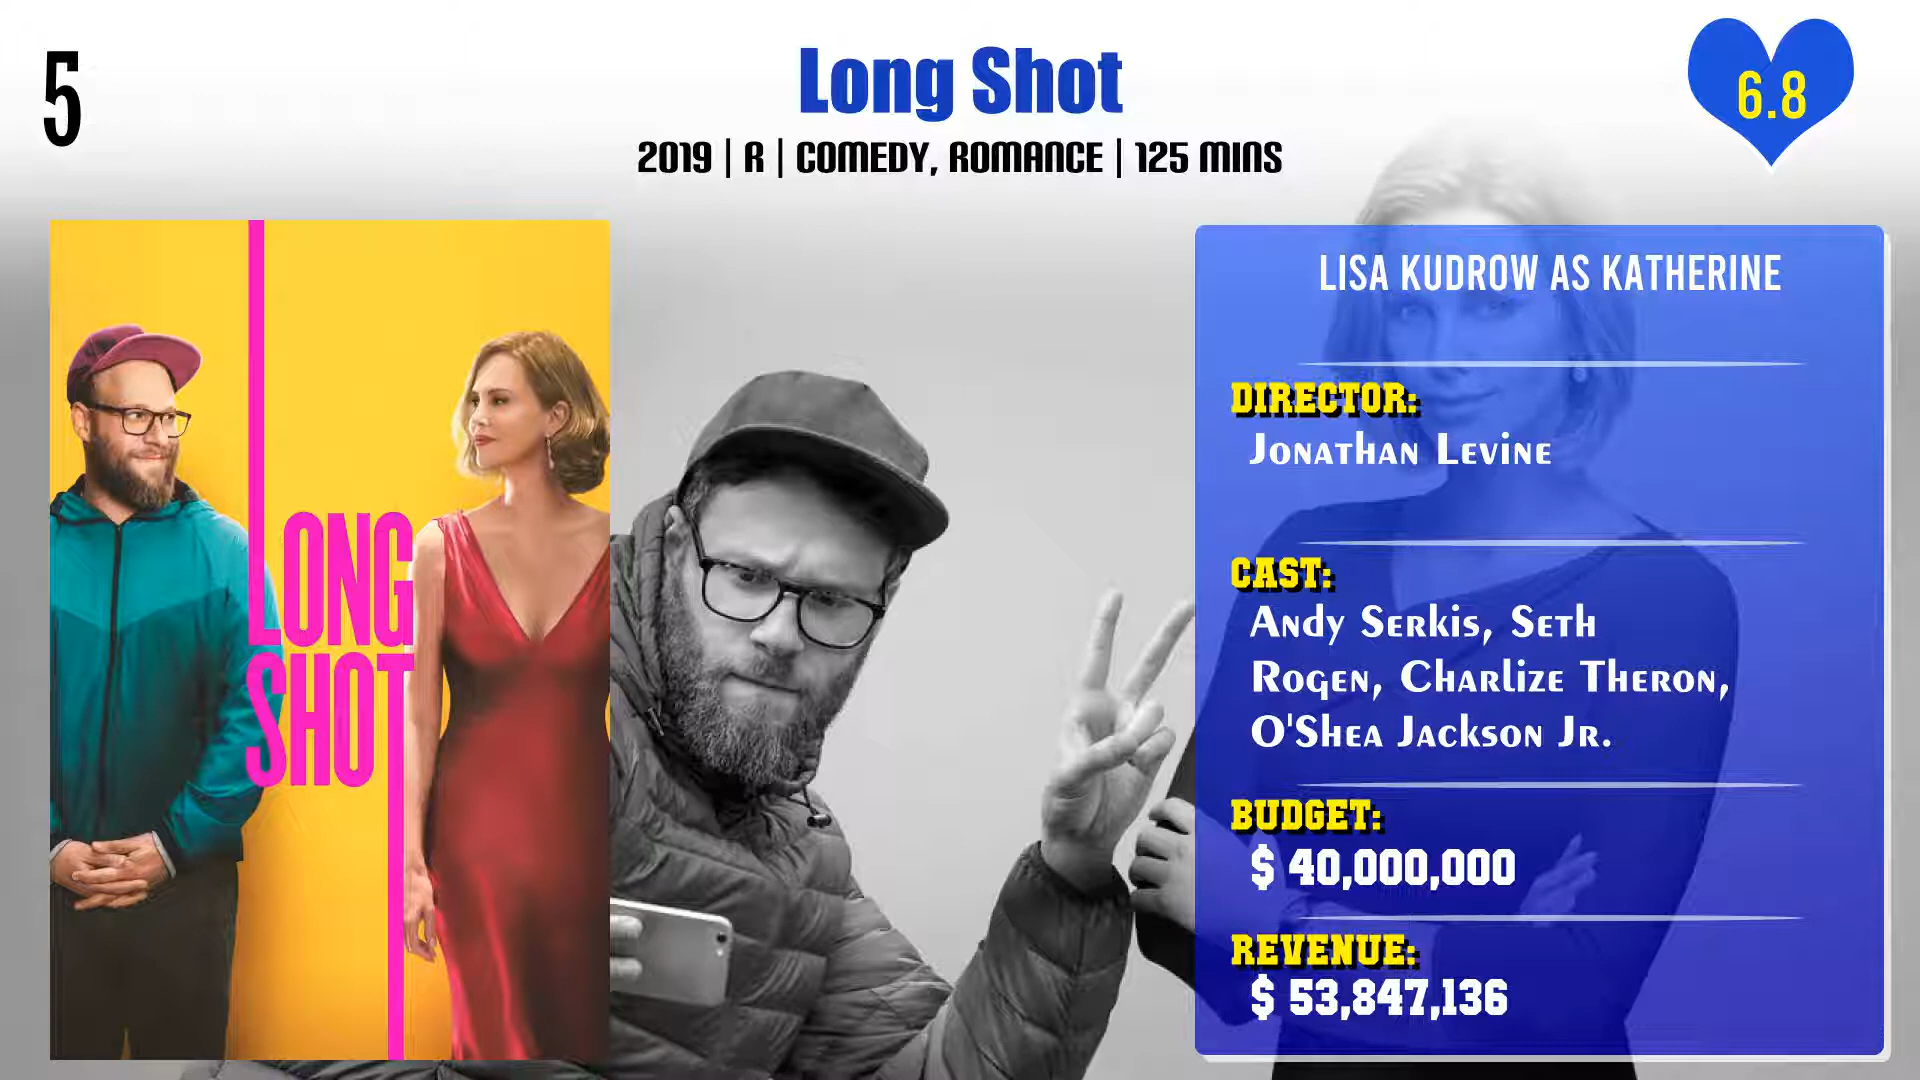 5
Long Shot
6.8
2019 | R | COMEDY, ROMANCE | 125 MINS
LONG
SHOT
LISA KUDROW AS KATHERINE
DIRECTOR:
Jonathan Levine
CAST:
Andy Serkis, Seth
Rogen, Charlize Theron,
O'Shea Jackson Jr.
BUDGET:
$ 40,000,000
REVENUE:
$ 53,847,136